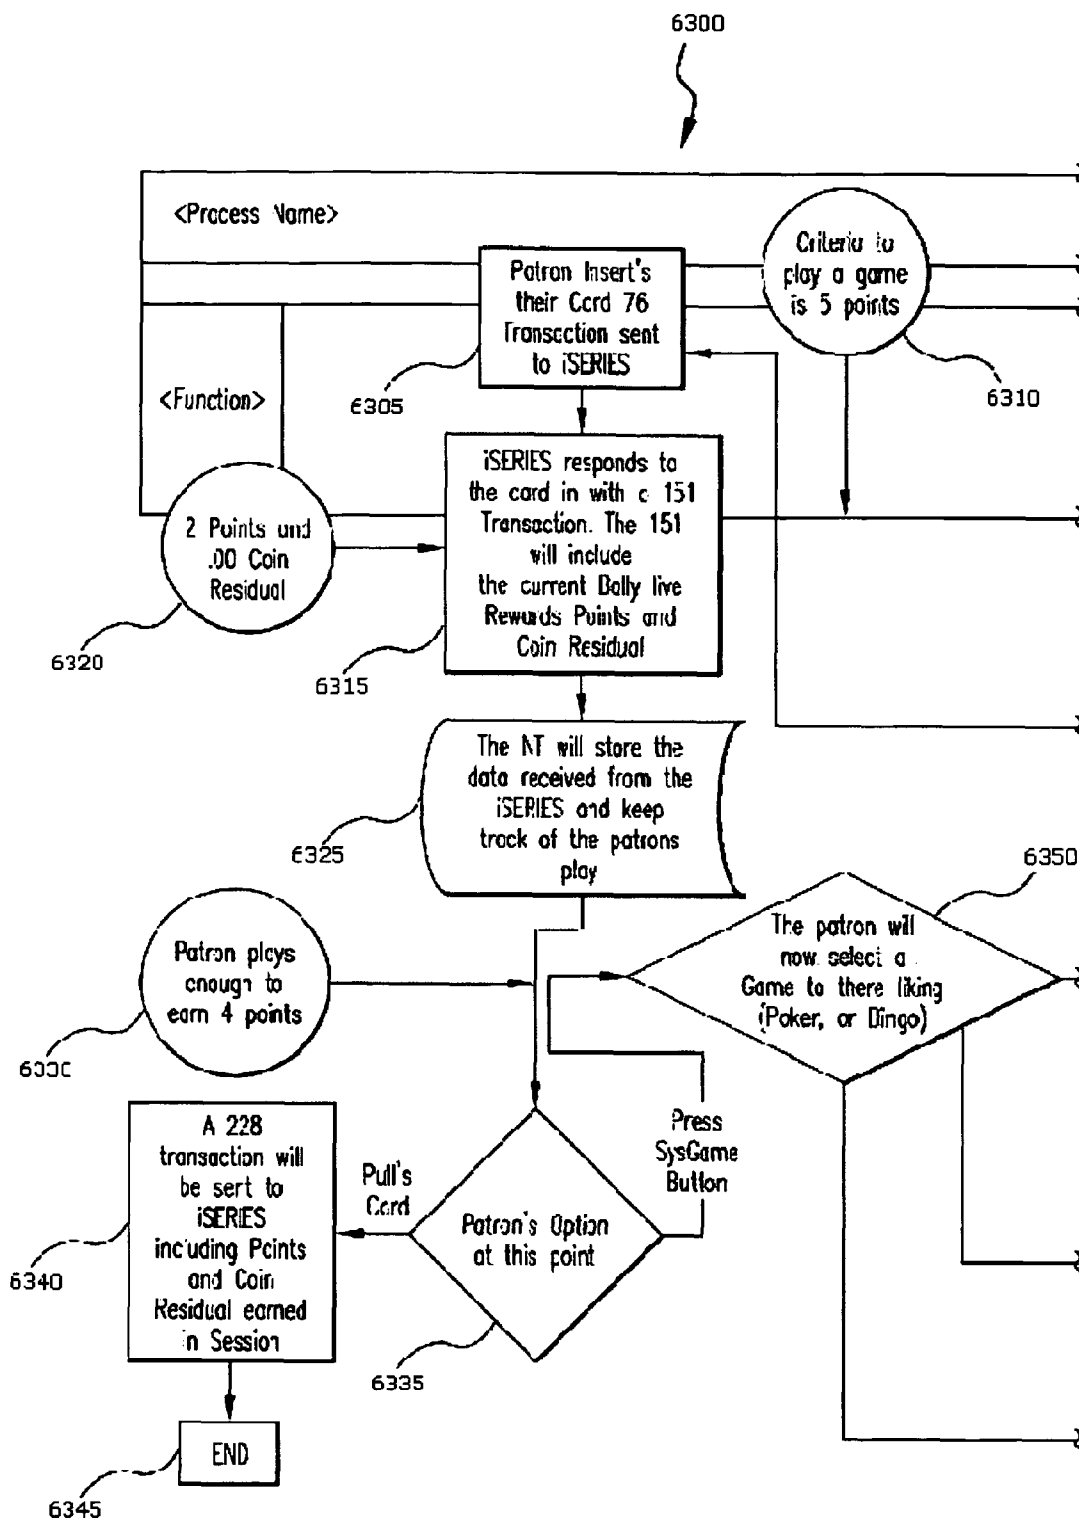 6300
<Process Name>
Criteria to
play a game
is 5 points
6310
Patron Insert's
their Card 76
Transaction sent
to iSERIES
6305
<Function>
iSERIES responds to
the card in with a 151
Transaction. The 151
will include
the current Bally live
Rewards Points and
Coin Residual
6315
2 Points and
.00 Coin
Residual
6320
The NT will store the
data received from the
iSERIES and keep
track of the patrons
play
6325
6350
The patron will
now select a
Game to there liking
(Poker, or Bingo)
Patron plays
enough to
earn 4 points
Press
SysGame
Button
A 228
transaction will
be sent to
iSERIES
including Points
and Coin
Residual earned
in Session
6340
Pull's
Card
Patron's Option
at this point
6335
END
6345